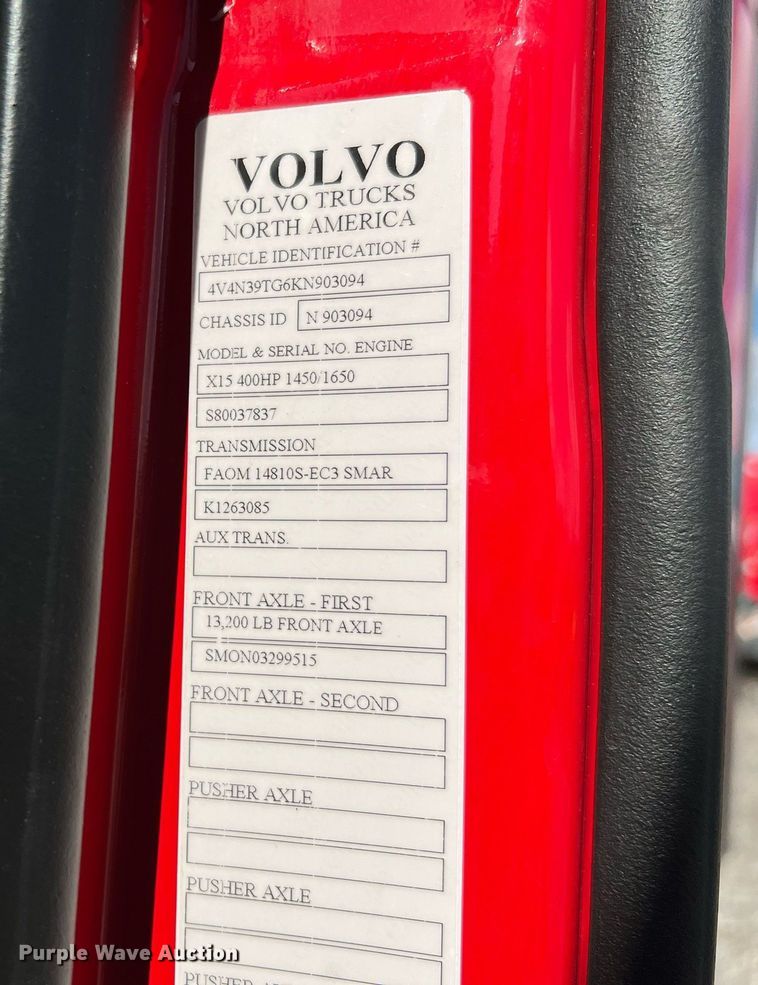 VOLVO
VOLVO TRUCKS
NORTH AMERICA
VEHICLE IDENTIFICATION #
4V4N39TG6KN903094
CHASSIS ID N 903094
MODEL & SERIAL NO. ENGINE
X15 400HP 1450/1650
S80037837
TRANSMISSION
FAOM 14810S-EC3 SMAR
K1263085
AUX TRANS.
FRONT AXLE - FIRST
13,200 LB FRONT AXLE
SMON03299515
FRONT AXLE - SECOND
PUSHER AXLE
PUSHER AXLE
PUSHER AXLE
Purple Wave Auction